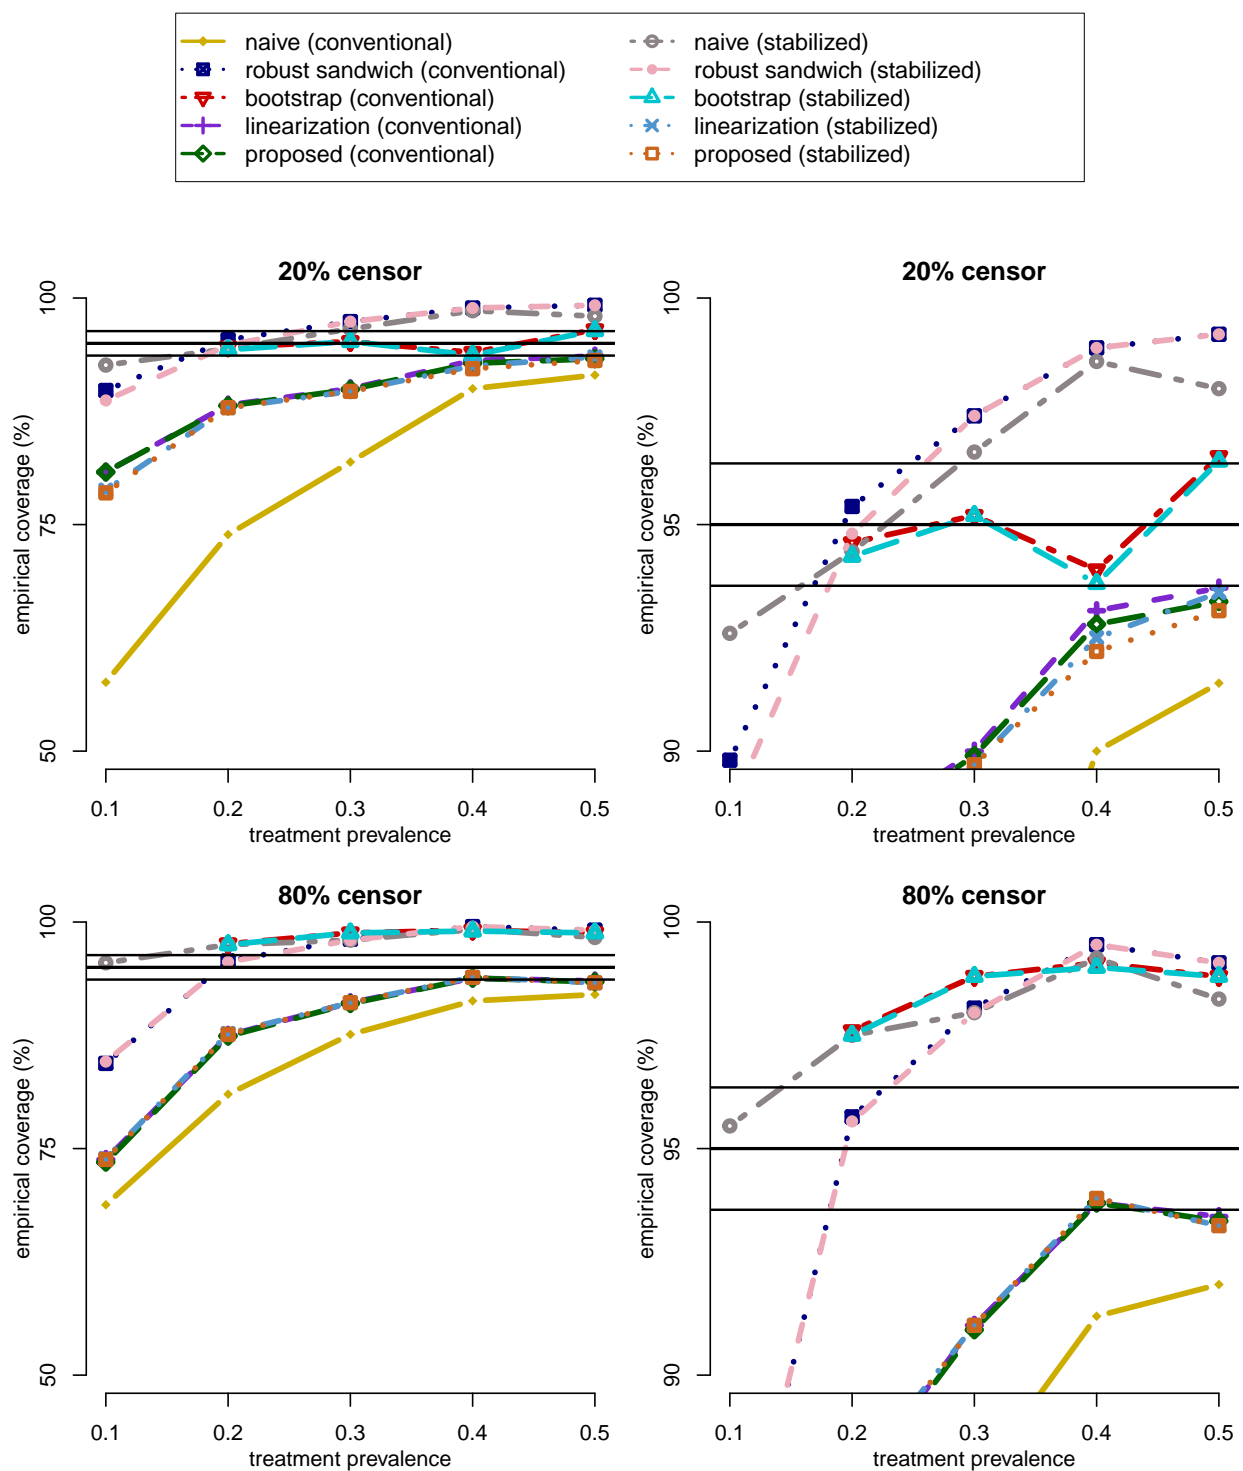 naive (conventional)
robust sandwich (conventional)
bootstrap (conventional)
linearization (conventional)
proposed (conventional)
naive (stabilized)
robust sandwich (stabilized)
bootstrap (stabilized)
linearization (stabilized)
proposed (stabilized)
20% censor
empirical coverage (%)
100
75
50
0.1 0.2 0.3 0.4 0.5
treatment prevalence
20% censor
empirical coverage (%)
100
95
90
0.1 0.2 0.3 0.4 0.5
treatment prevalence
80% censor
empirical coverage (%)
100
75
50
0.1 0.2 0.3 0.4 0.5
treatment prevalence
80% censor
empirical coverage (%)
100
95
90
0.1 0.2 0.3 0.4 0.5
treatment prevalence